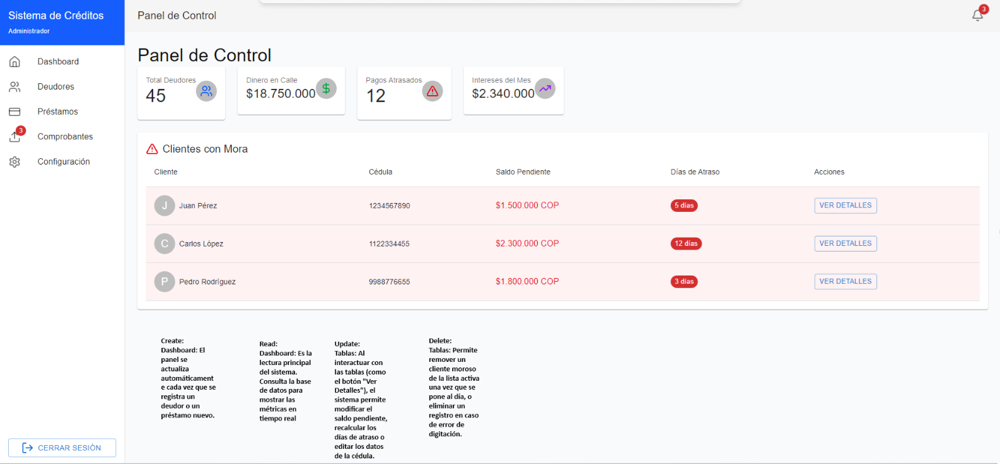 Sistema de Créditos
Administrador
Dashboard
Deudores
Préstamos
3
Comprobantes
Configuración
CERRAR SESIÓN
Panel de Control
3
Panel de Control
Total Deudores
45
Dinero en Calle
$18.750.000
Pagos Atrasados
12
Intereses del Mes
$2.340.000
Clientes con Mora
Cliente Cédula Saldo Pendiente Días de Atraso Acciones
J Juan Pérez 1234567890 $1.500.000 COP 5 días VER DETALLES
C Carlos López 1122334455 $2.300.000 COP 12 días VER DETALLES
P Pedro Rodríguez 9988776655 $1.800.000 COP 3 días VER DETALLES
Create:
Dashboard: El
panel se
actualiza
automáticament
e cada vez que se
registra un
deudor o un
préstamo nuevo.
Read:
Dashboard: Es la
lectura principal
del sistema.
Consulta la base
de datos para
mostrar las
métricas en
tiempo real
Update:
Tablas: Al
interactuar con
las tablas (como
el botón "Ver
Detalles"), el
sistema permite
modificar el
saldo pendiente,
recalcular los
días de atraso o
editar los datos
de la cédula.
Delete:
Tablas: Permite
remover un
cliente moroso
de la lista activa
una vez que se
pone al día, o
eliminar un
registro en caso
de error de
digitación.